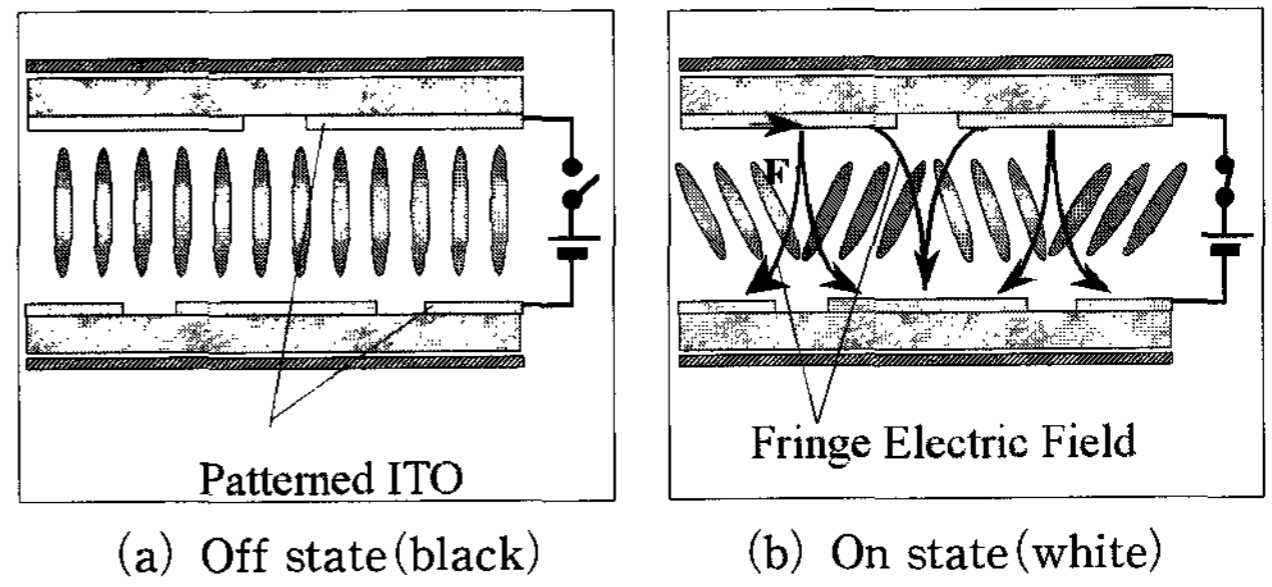 F
Patterned ITO
Fringe Electric Field
(a) Off state(black)
(b) On state(white)